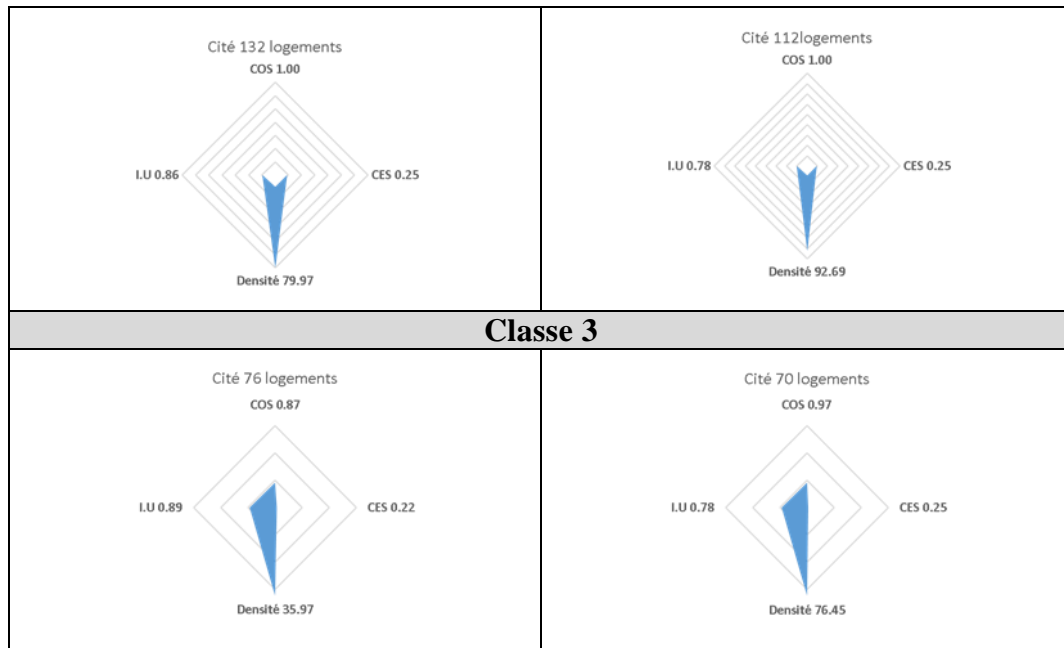 Cité 132 logements
COS 1.00
I.U 0.86
CES 0.25
Densité 79.97
Cité 112logements
COS 1.00
I.U 0.78
CES 0.25
Densité 92.69
Classe 3
Cité 76 logements
COS 0.87
I.U 0.89
CES 0.22
Densité 35.97
Cité 70 logements
COS 0.97
I.U 0.78
CES 0.25
Densité 76.45